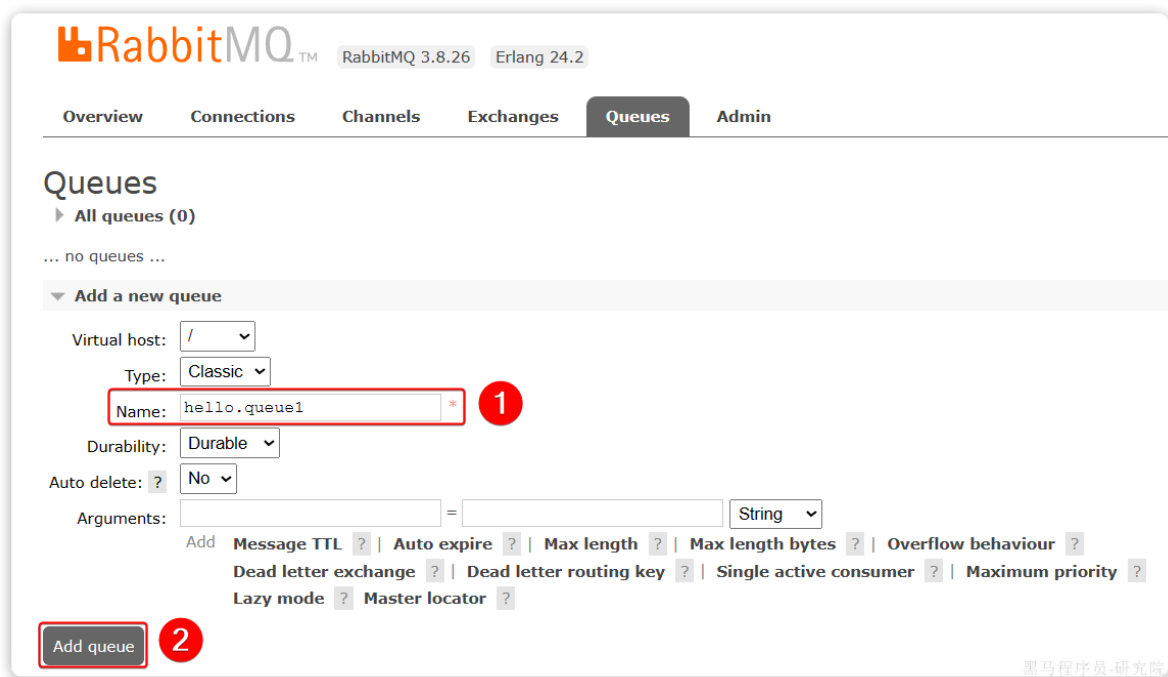 RabbitMQ TM RabbitMQ 3.8.26 Erlang 24.2
Overview Connections Channels Exchanges Queues Admin
Queues
All queues (0)
... no queues ...
Add a new queue
Virtual host: /
Type: Classic
Name: hello.queue1 * 1
Durability: Durable
Auto delete: ? No
Arguments: = String
Add Message TTL ? | Auto expire ? | Max length ? | Max length bytes ? | Overflow behaviour ?
Dead letter exchange ? | Dead letter routing key ? | Single active consumer ? | Maximum priority ?
Lazy mode ? Master locator ?
Add queue 2
黑马程序员-研究院